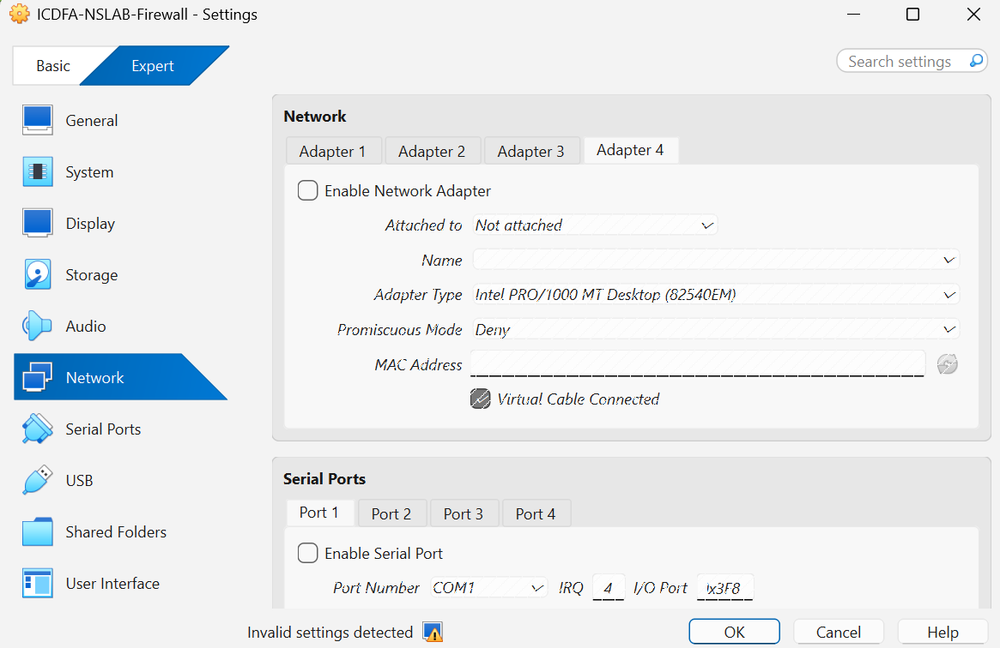 ICDFA-NSLAB-Firewall - Settings
Basic Expert Search settings
General
System
Display
Storage
Audio
Network
Serial Ports
USB
Shared Folders
User Interface
Network
Adapter 1 Adapter 2 Adapter 3 Adapter 4
Enable Network Adapter
Attached to Not attached
Name
Adapter Type Intel PRO/1000 MT Desktop (82540EM)
Promiscuous Mode Deny
MAC Address
Virtual Cable Connected
Serial Ports
Port 1 Port 2 Port 3 Port 4
Enable Serial Port
Port Number COM1 IRQ 4 I/O Port 0x3F8
Invalid settings detected OK Cancel Help